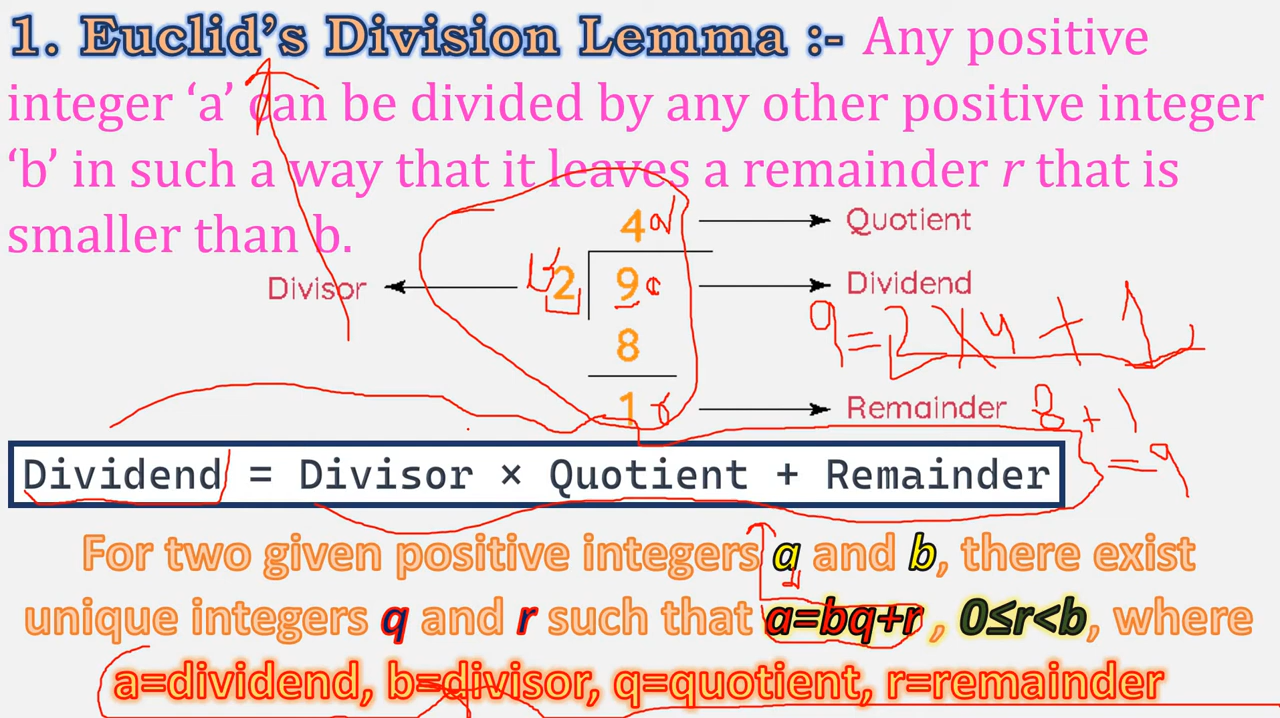 1. Euclid's Division Lemma :- Any positive
integer ‘a’ can be divided by any other positive integer
‘b’ in such a way that it leaves a remainder r that is
smaller than b.
4 q Quotient
Divisor b 2 9 a Dividend
9=2×4+1
8
1 r Remainder 8+1
Dividend = Divisor × Quotient + Remainder =9
For two given positive integers a and b, there exist
unique integers q and r such that a=bq+r , 0≤r<b, where
a=dividend, b=divisor, q=quotient, r=remainder